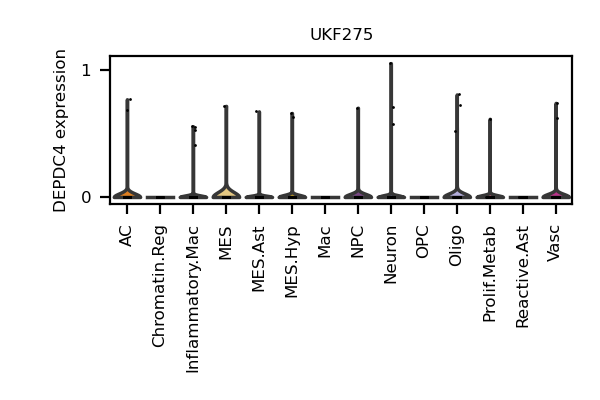 UKF275
DEPDC4 expression
1
0
AC
Chromatin.Reg
Inflammatory.Mac
MES
MES.Ast
MES.Hyp
Mac
NPC
Neuron
OPC
Oligo
Prolif.Metab
Reactive.Ast
Vasc